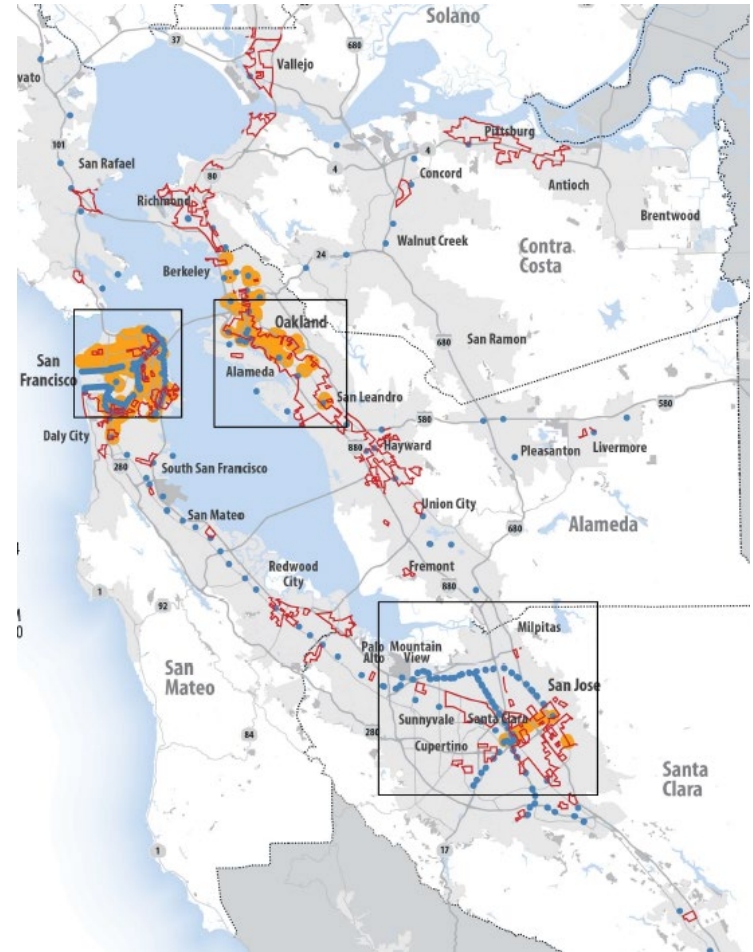 Solano
37
680
Vallejo
vato
Pittsburg
101
4
4
San Rafael
80
Concord
Antioch
Richmond
Brentwood
Walnut Creek
24
Contra
Costa
Berkeley
Oakland
680
San Ramon
San
Francisco
Alameda
San Leandro
580
580
Daly City
Hayward
880
Livermore
Pleasanton
280
South San Francisco
Union City
San Mateo
Alameda
680
Redwood
City
Fremont
880
1
92
Milpitas
Palo
Alto
Mountain
View
San
Mateo
San Jose
Sunnyvale
Santa Clara
280
84
Cupertino
Santa
Clara
17
1